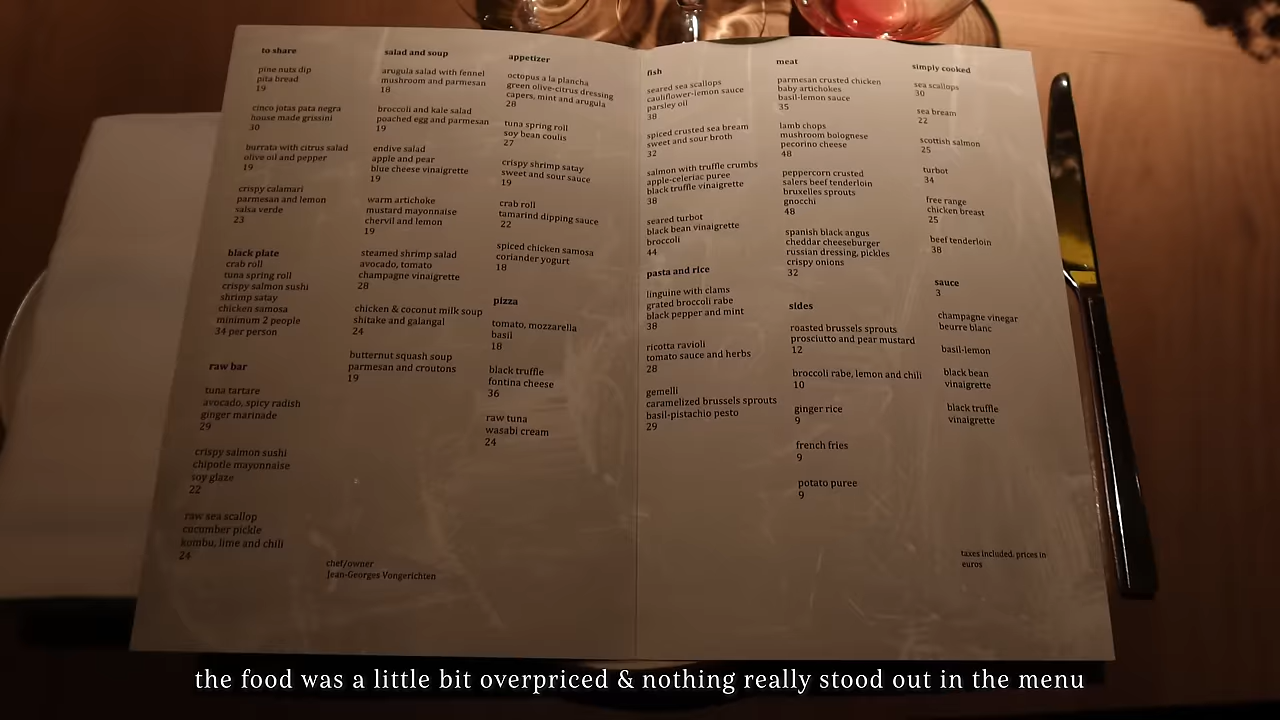 to share
pine nuts dip
pita bread
19
cinco jotas pata negra
house made grissini
30
burrata with citrus salad
olive oil and pepper
19
crispy calamari
parmesan and lemon
salsa verde
23
black plate
crab roll
tuna spring roll
crispy salmon sushi
shrimp satay
chicken samosa
minimum 2 people
34 per person
raw bar
tuna tartare
avocado, spicy radish
ginger marinade
29
crispy salmon sushi
chipotle mayonnaise
soy glaze
22
raw sea scallop
cucumber pickle
kombu, lime and chili
24
salad and soup
arugula salad with fennel
mushroom and parmesan
18
broccoli and kale salad
poached egg and parmesan
19
endive salad
apple and pear
blue cheese vinaigrette
19
warm artichoke
mustard mayonnaise
chervil and lemon
19
steamed shrimp salad
avocado, tomato
champagne vinaigrette
28
chicken & coconut milk soup
shitake and galangal
24
butternut squash soup
parmesan and croutons
19
chef/owner
Jean-Georges Vongerichten
appetizer
octopus a la plancha
green olive-citrus dressing
capers, mint and arugula
28
tuna spring roll
soy bean coulis
27
crispy shrimp satay
sweet and sour sauce
19
crab roll
tamarind dipping sauce
22
spiced chicken samosa
coriander yogurt
18
pizza
tomato, mozzarella
basil
18
black truffle
fontina cheese
36
raw tuna
wasabi cream
24
fish
seared sea scallops
cauliflower-lemon sauce
parsley oil
38
spiced crusted sea bream
sweet and sour broth
32
salmon with truffle crumbs
apple-celeriac puree
black truffle vinaigrette
38
seared turbot
black bean vinaigrette
broccoli
44
pasta and rice
linguine with clams
grated broccoli rabe
black pepper and mint
38
ricotta ravioli
tomato sauce and herbs
28
gemelli
caramelized brussels sprouts
basil-pistachio pesto
29
meat
parmesan crusted chicken
baby artichokes
basil-lemon sauce
35
lamb chops
mushroom bolognese
pecorino cheese
48
peppercorn crusted
salers beef tenderloin
bruxelles sprouts
gnocchi
48
spanish black angus
cheddar cheeseburger
russian dressing, pickles
crispy onions
32
sides
roasted brussels sprouts
prosciutto and pear mustard
12
broccoli rabe, lemon and chili
10
ginger rice
9
french fries
9
potato puree
9
simply cooked
sea scallops
30
sea bream
22
scottish salmon
25
turbot
34
free range
chicken breast
25
beef tenderloin
38
sauce
3
champagne vinegar
beurre blanc
basil-lemon
black bean
vinaigrette
black truffle
vinaigrette
taxes included. prices in
euros
the food was a little bit overpriced & nothing really stood out in the menu